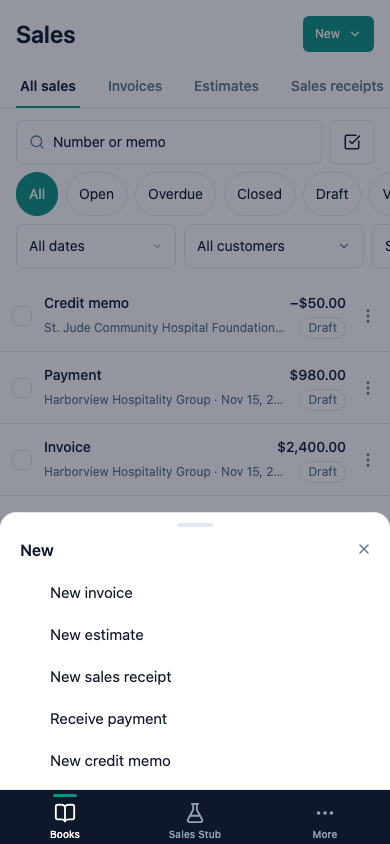 Sales
New
All sales
Invoices
Estimates
Sales receipts
Number or memo
All
Open
Overdue
Closed
Draft
All dates
All customers
Credit memo
−$50.00
St. Jude Community Hospital Foundation...
Draft
Payment
$980.00
Harborview Hospitality Group · Nov 15, 2...
Draft
Invoice
$2,400.00
Harborview Hospitality Group · Nov 15, 2...
Draft
New
New invoice
New estimate
New sales receipt
Receive payment
New credit memo
Books
Sales Stub
More